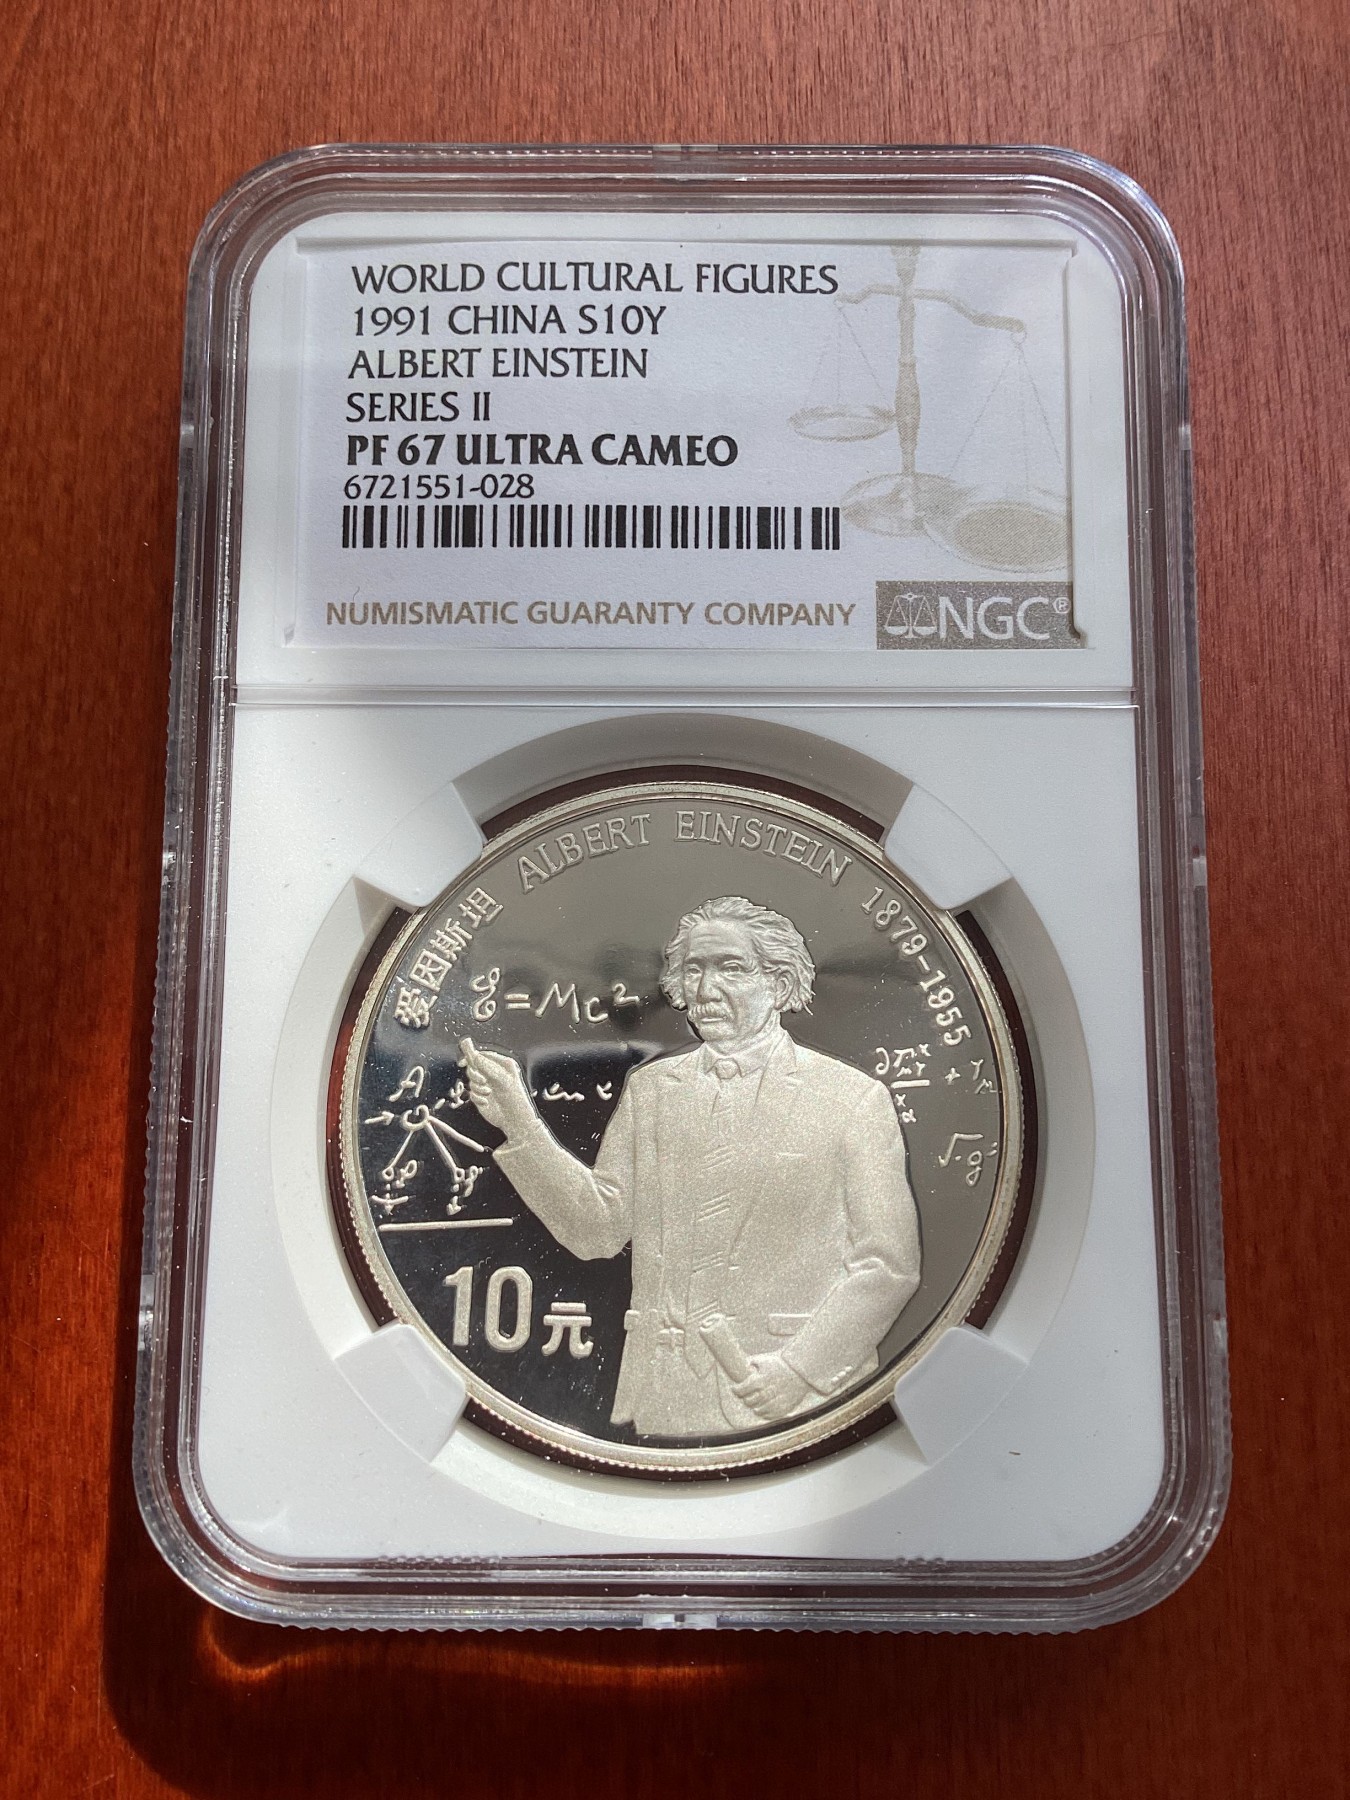 WORLD CULTURAL FIGURES
1991 CHINA S10Y
ALBERT EINSTEIN
SERIES II
PF 67 ULTRA CAMEO
6721551-028
NUMISMATIC GUARANTY COMPANY
NGC®
爱因斯坦 ALBERT EINSTEIN 1879-1955
E=Mc²
A
10元